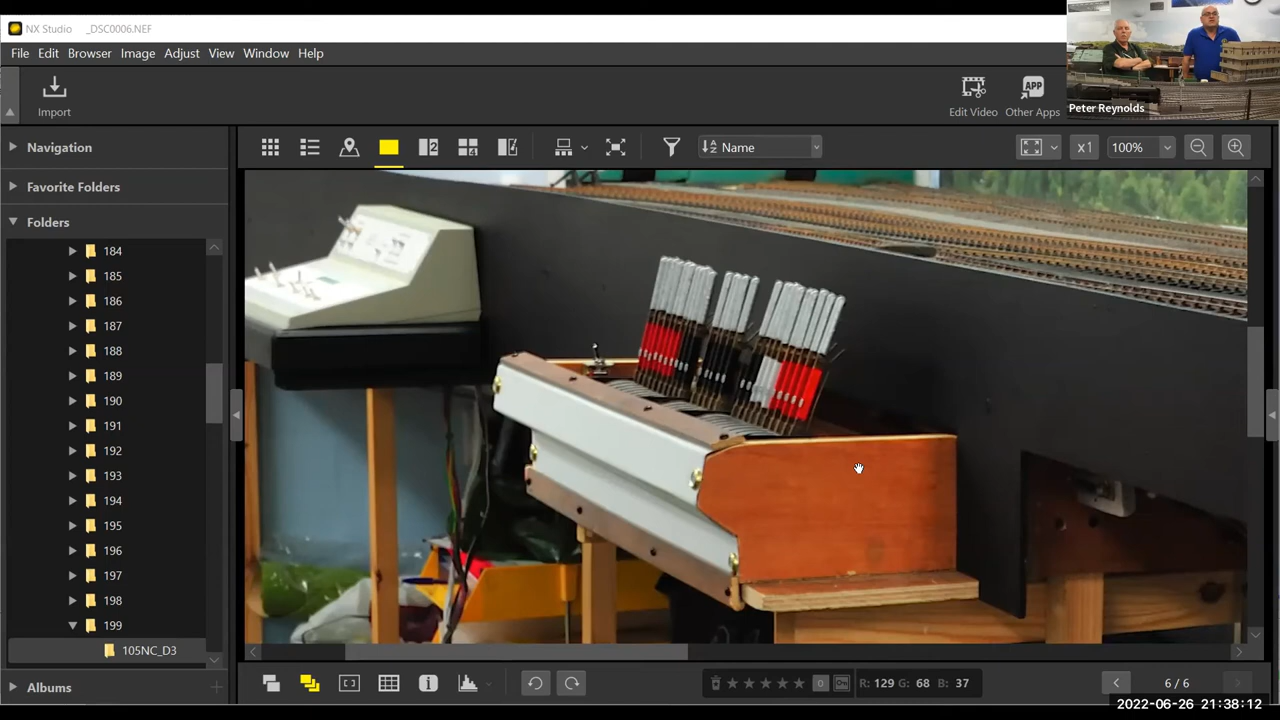 NX Studio _DSC0006.NEF
File Edit Browser Image Adjust View Window Help
Import
Edit Video Other Apps
Peter Reynolds
Navigation
Name
x1
100%
Favorite Folders
Folders
184
185
186
187
188
189
190
191
192
193
194
195
196
197
198
199
105NC_D3
Albums
R: 129 G: 68 B: 37
6/6
2022-06-26 21:38:12